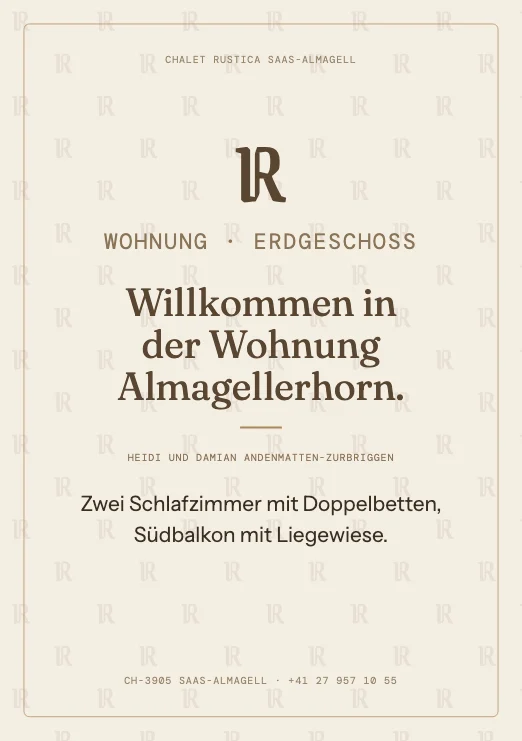 CHALET RUSTICA SAAS-ALMAGELL
R
WOHNUNG · ERDGESCHOSS
Willkommen in
der Wohnung
Almagellerhorn.
HEIDI UND DAMIAN ANDENMATTEN-ZURBRIGGEN
Zwei Schlafzimmer mit Doppelbetten,
Südbalkon mit Liegewiese.
CH-3905 SAAS-ALMAGELL · +41 27 957 10 55